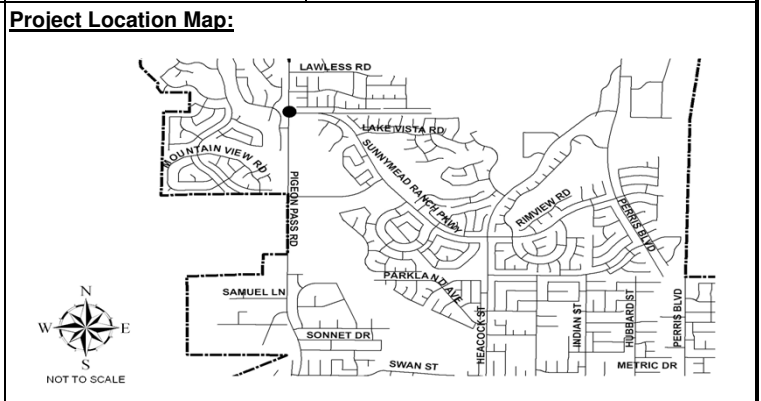 Project Location Map:
LAWLESS RD
LAKE VISTA RD
MOUNTAIN VIEW RD
SUNNYMEAD RANCH PKWY
PIGEON PASS RD
RIMVIEW RD
PERRIS BLVD
PARKLAND AVE
SAMUEL LN
SONNET DR
HEACOCK ST
INDIAN ST
HUBBARD ST
PERRIS BLVD
SWAN ST
METRIC DR
N
W E
S
NOT TO SCALE